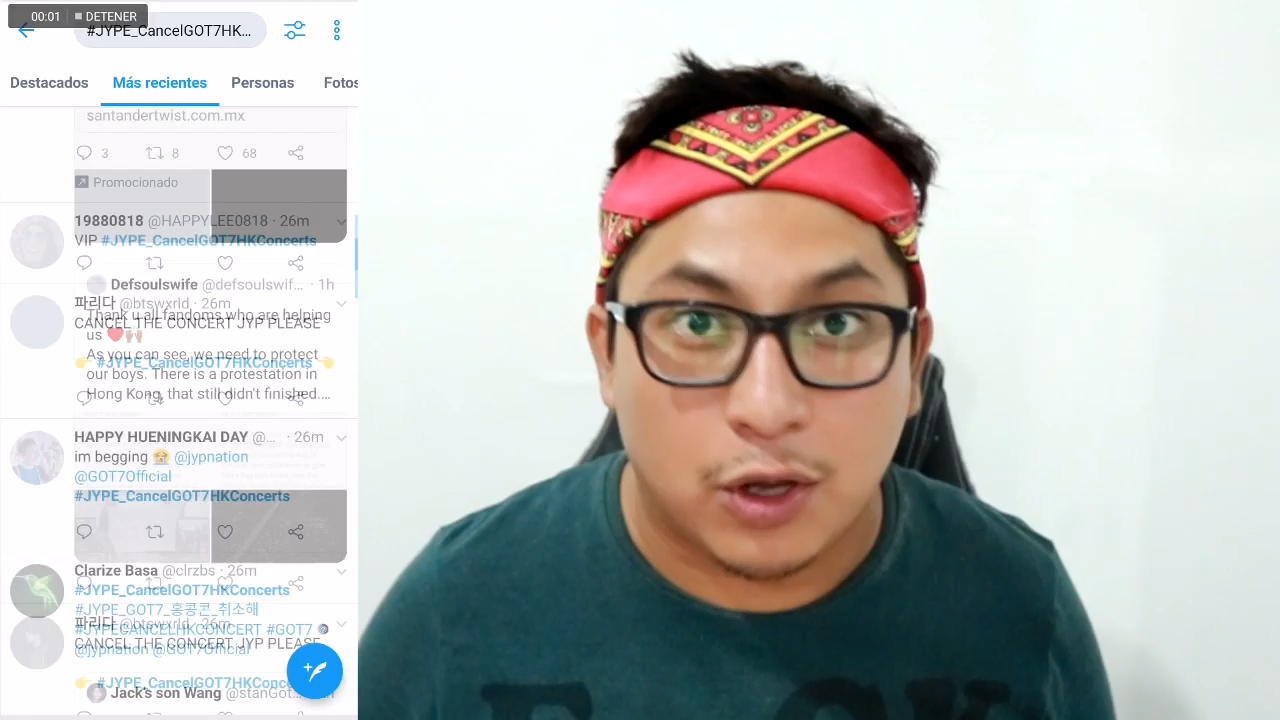 00:01 DETENER
#JYPE_CancelGOT7HK...
Destacados Más recientes Personas Fotos
santandertwist.com.mx
3 8 68
Promocionado
19880818 @HAPPYLEE0818 · 26m
VIP #JYPE_CancelGOT7HKConcerts
Defsoulswife @defsoulswif... · 1h
파리다 @btswxrld · 26m
Thank u all fandoms who are helping
CANCEL THE CONCERT JYP PLEASE
us ❤️🙌🏽
As you can see, we need to protect
👉 #JYPE_CancelGOT7HKConcerts 👈
our boys. There is a protestation in
Hong Kong, that still didn't finished....
HAPPY HUENINGKAI DAY @... · 26m
im begging 😭 @jypnation
@GOT7Official
#JYPE_CancelGOT7HKConcerts
Clarize Basa @clrzbs · 26m
#JYPE_CancelGOT7HKConcerts
#JYPE_GOT7_홍콩콘_취소해
파리다 @btswxrld · 26m
#JYPECANCELHKCONCERT #GOT7
CANCEL THE CONCERT JYP PLEASE
@jypnation @GOT7Official
👉 #JYPE_CancelGOT7HKConce
Jack's son Wang @stanGot...